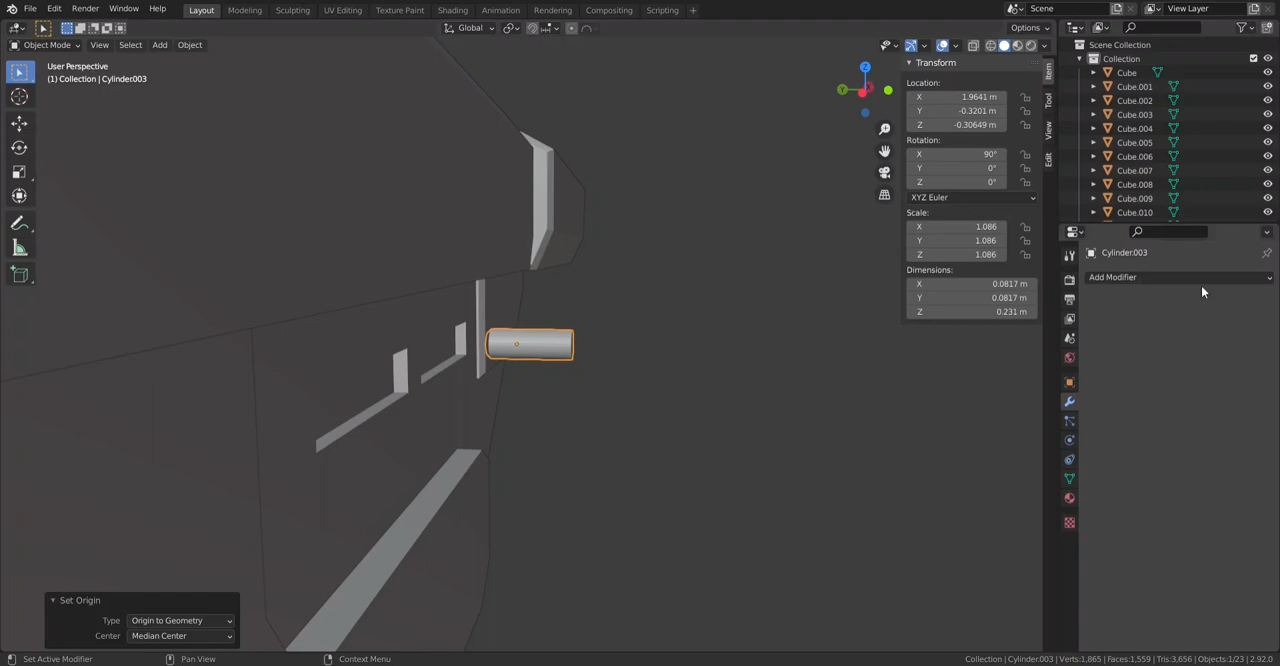 File Edit Render Window Help Layout Modeling Sculpting UV Editing Texture Paint Shading Animation Rendering Compositing Scripting + Scene View Layer
Global Options
Object Mode View Select Add Object
User Perspective
(1) Collection | Cylinder.003
Z
Y
X
Transform
Location:
X 1.9641 m
Y -0.3201 m
Z -0.30649 m
Rotation:
X 90°
Y 0°
Z 0°
XYZ Euler
Scale:
X 1.086
Y 1.086
Z 1.086
Dimensions:
X 0.0817 m
Y 0.0817 m
Z 0.231 m
Item
Tool
View
Edit
Scene Collection
Collection
Cube
Cube.001
Cube.002
Cube.003
Cube.004
Cube.005
Cube.006
Cube.007
Cube.008
Cube.009
Cube.010
Cylinder.003
Add Modifier
Set Origin
Type Origin to Geometry
Center Median Center
Set Active Modifier Pan View Context Menu Collection | Cylinder.003 | Verts:1,865 | Faces:1,559 | Tris:3,656 | Objects:1/23 | 2.92.0